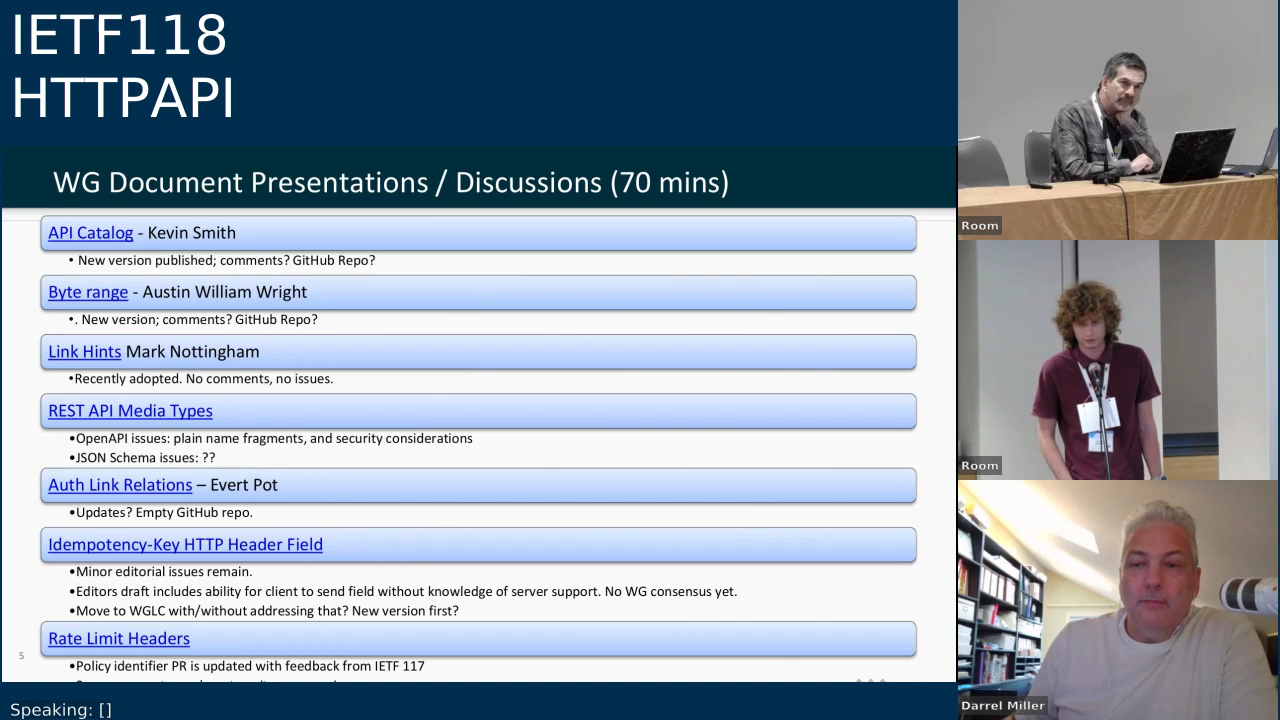 IETF118
HTTPAPI
WG Document Presentations / Discussions (70 mins)
API Catalog - Kevin Smith
• New version published; comments? GitHub Repo?
Byte range - Austin William Wright
•. New version; comments? GitHub Repo?
Link Hints Mark Nottingham
•Recently adopted. No comments, no issues.
REST API Media Types
•OpenAPI issues: plain name fragments, and security considerations
•JSON Schema issues: ??
Auth Link Relations – Evert Pot
•Updates? Empty GitHub repo.
Idempotency-Key HTTP Header Field
•Minor editorial issues remain.
•Editors draft includes ability for client to send field without knowledge of server support. No WG consensus yet.
•Move to WGLC with/without addressing that? New version first?
Rate Limit Headers
5
•Policy identifier PR is updated with feedback from IETF 117
Speaking: []
Room
Room
Darrel Miller